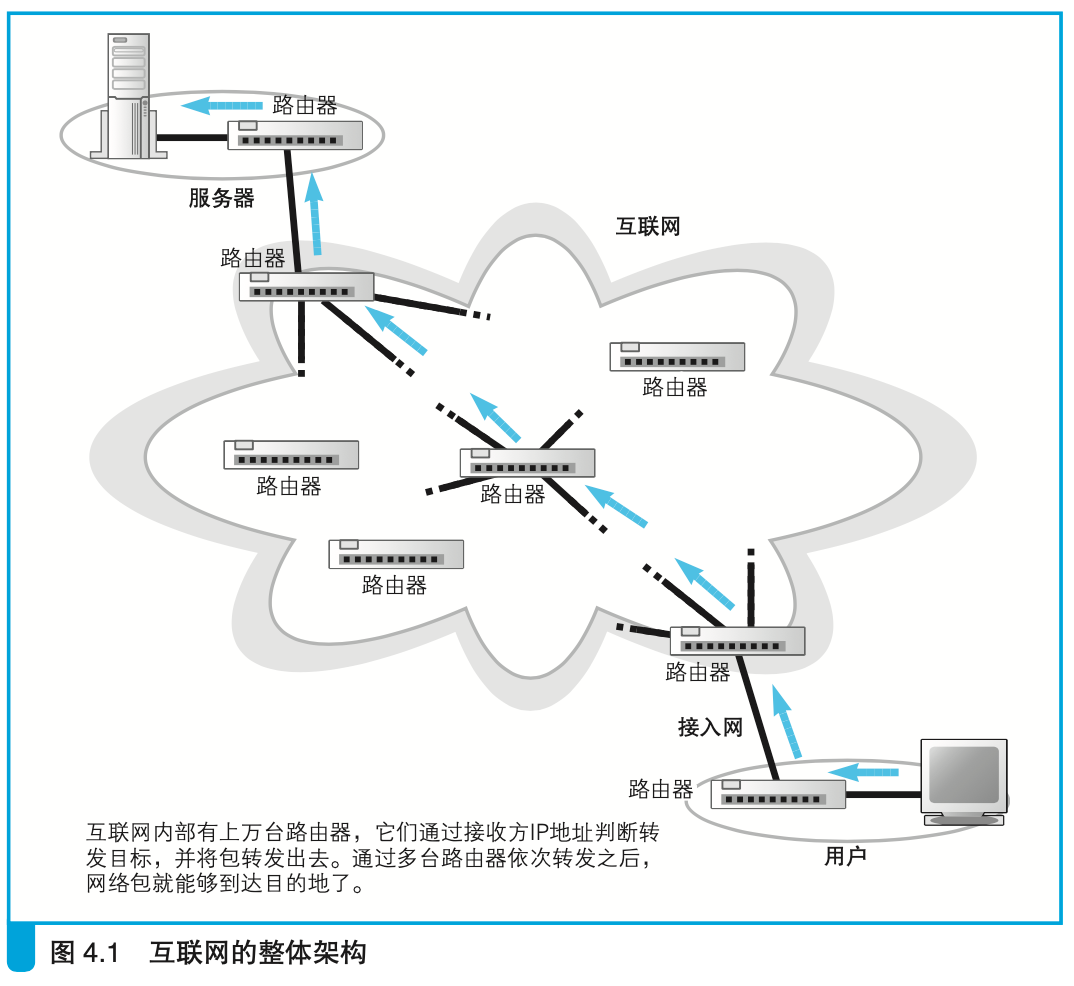 路由器
服务器
互联网
路由器
路由器
路由器
路由器
路由器
路由器
接入网
路由器
用户
互联网内部有上万台路由器，它们通过接收方IP地址判断转
发目标，并将包转发出去。通过多台路由器依次转发之后，
网络包就能够到达目的地了。
图 4.1 互联网的整体架构